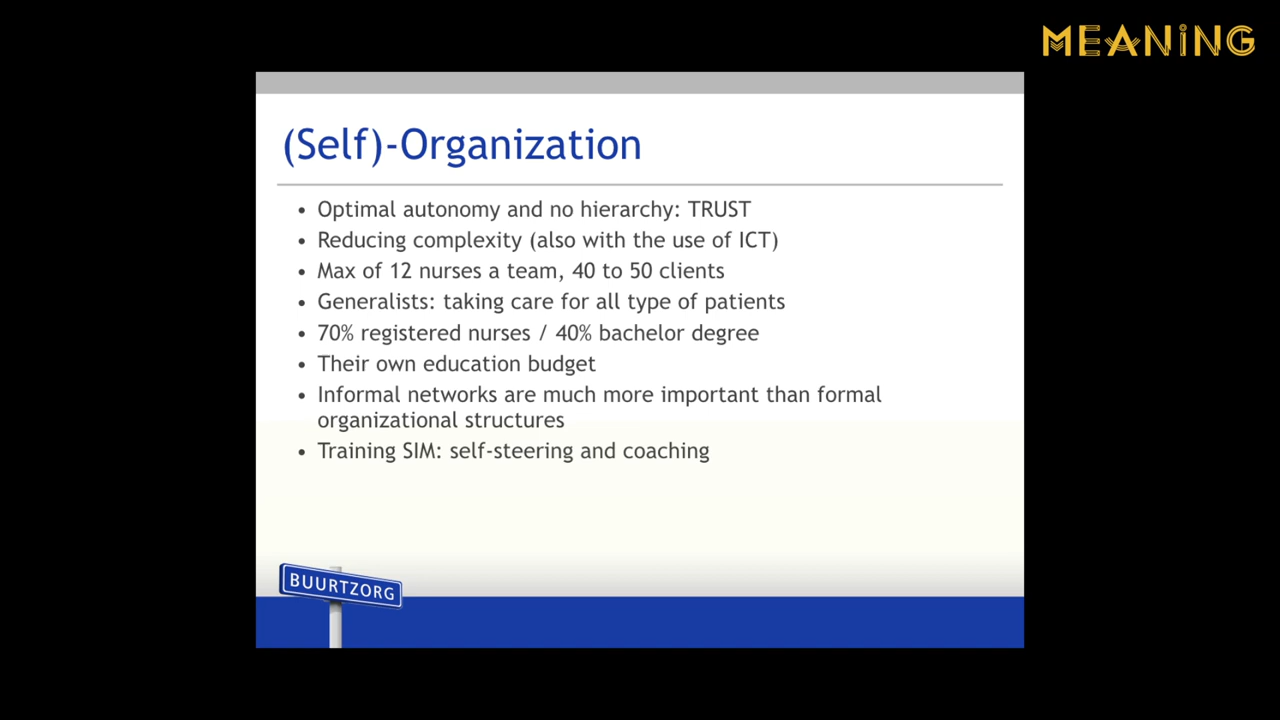 MEANiNG
(Self)-Organization
• Optimal autonomy and no hierarchy: TRUST
• Reducing complexity (also with the use of ICT)
• Max of 12 nurses a team, 40 to 50 clients
• Generalists: taking care for all type of patients
• 70% registered nurses / 40% bachelor degree
• Their own education budget
• Informal networks are much more important than formal
organizational structures
• Training SIM: self-steering and coaching
BUURTZORG